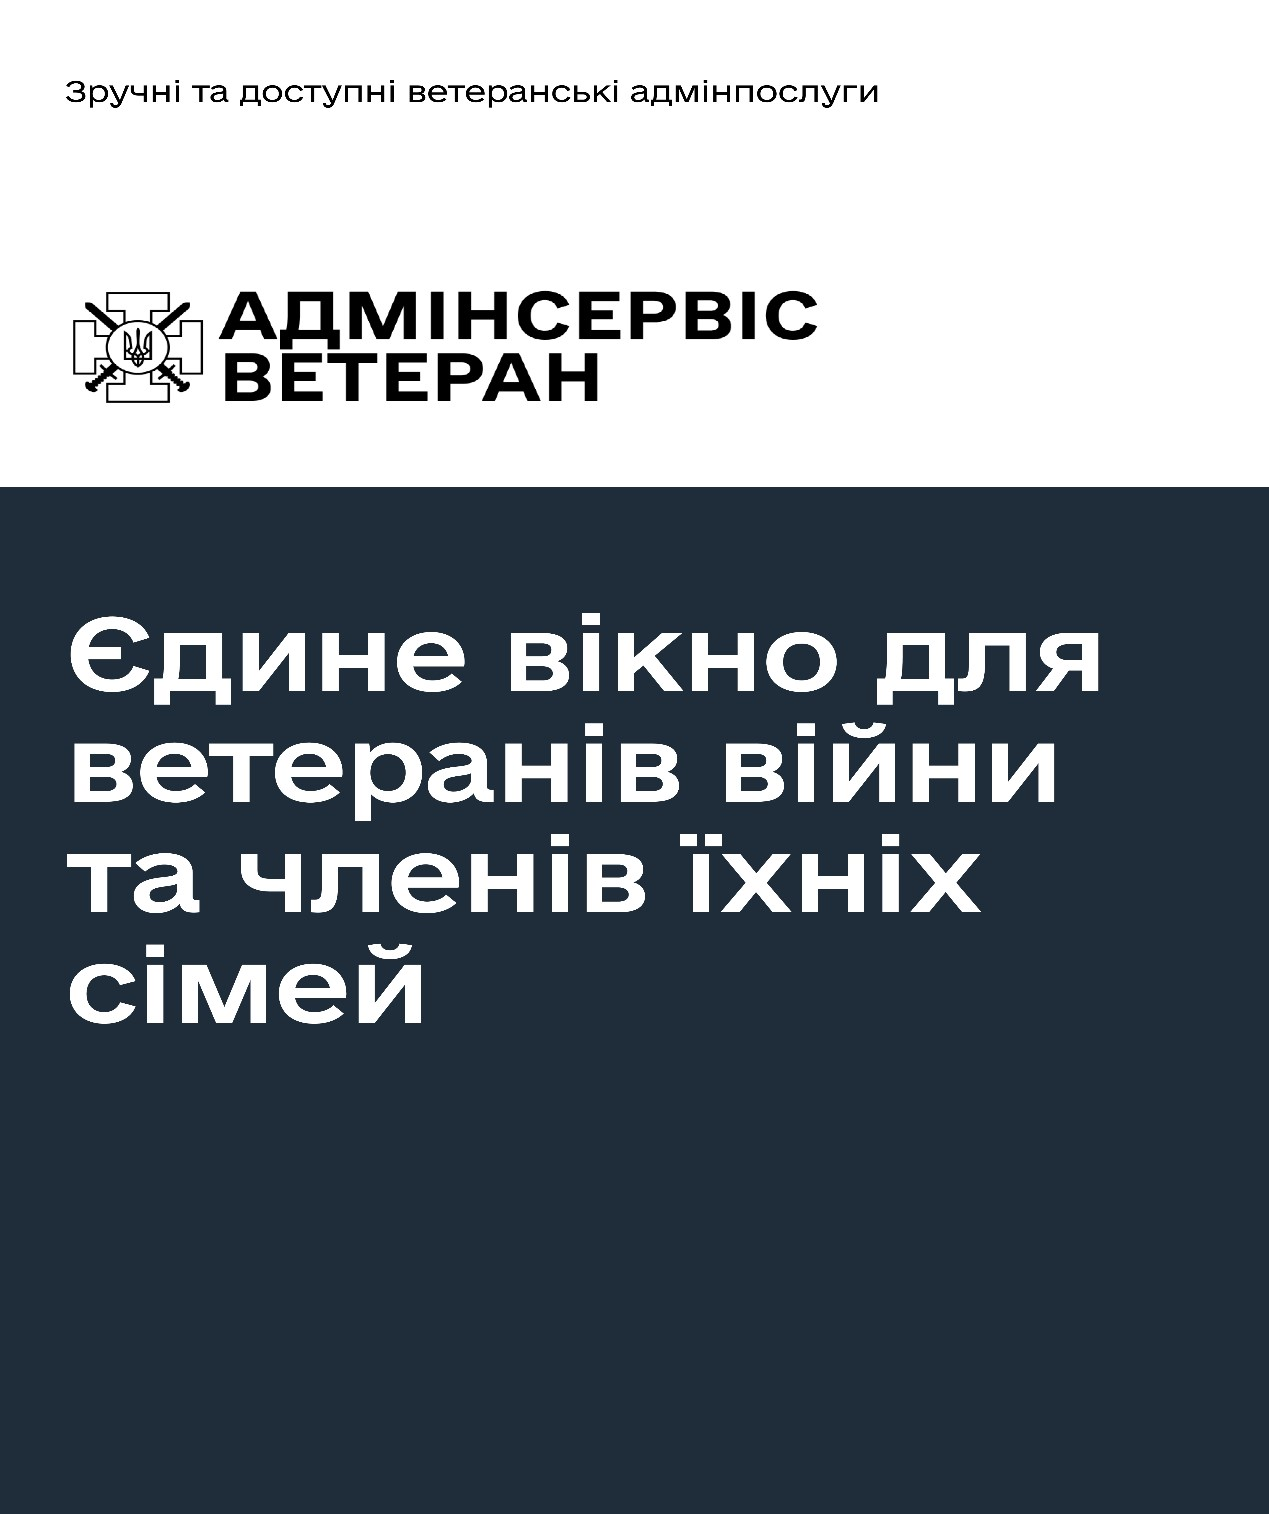 Зручні та доступні ветеранські адмінпослуги
АДМІНСЕРВІС
ВЕТЕРАН
Єдине вікно для
ветеранів війни
та членів їхніх
сімей